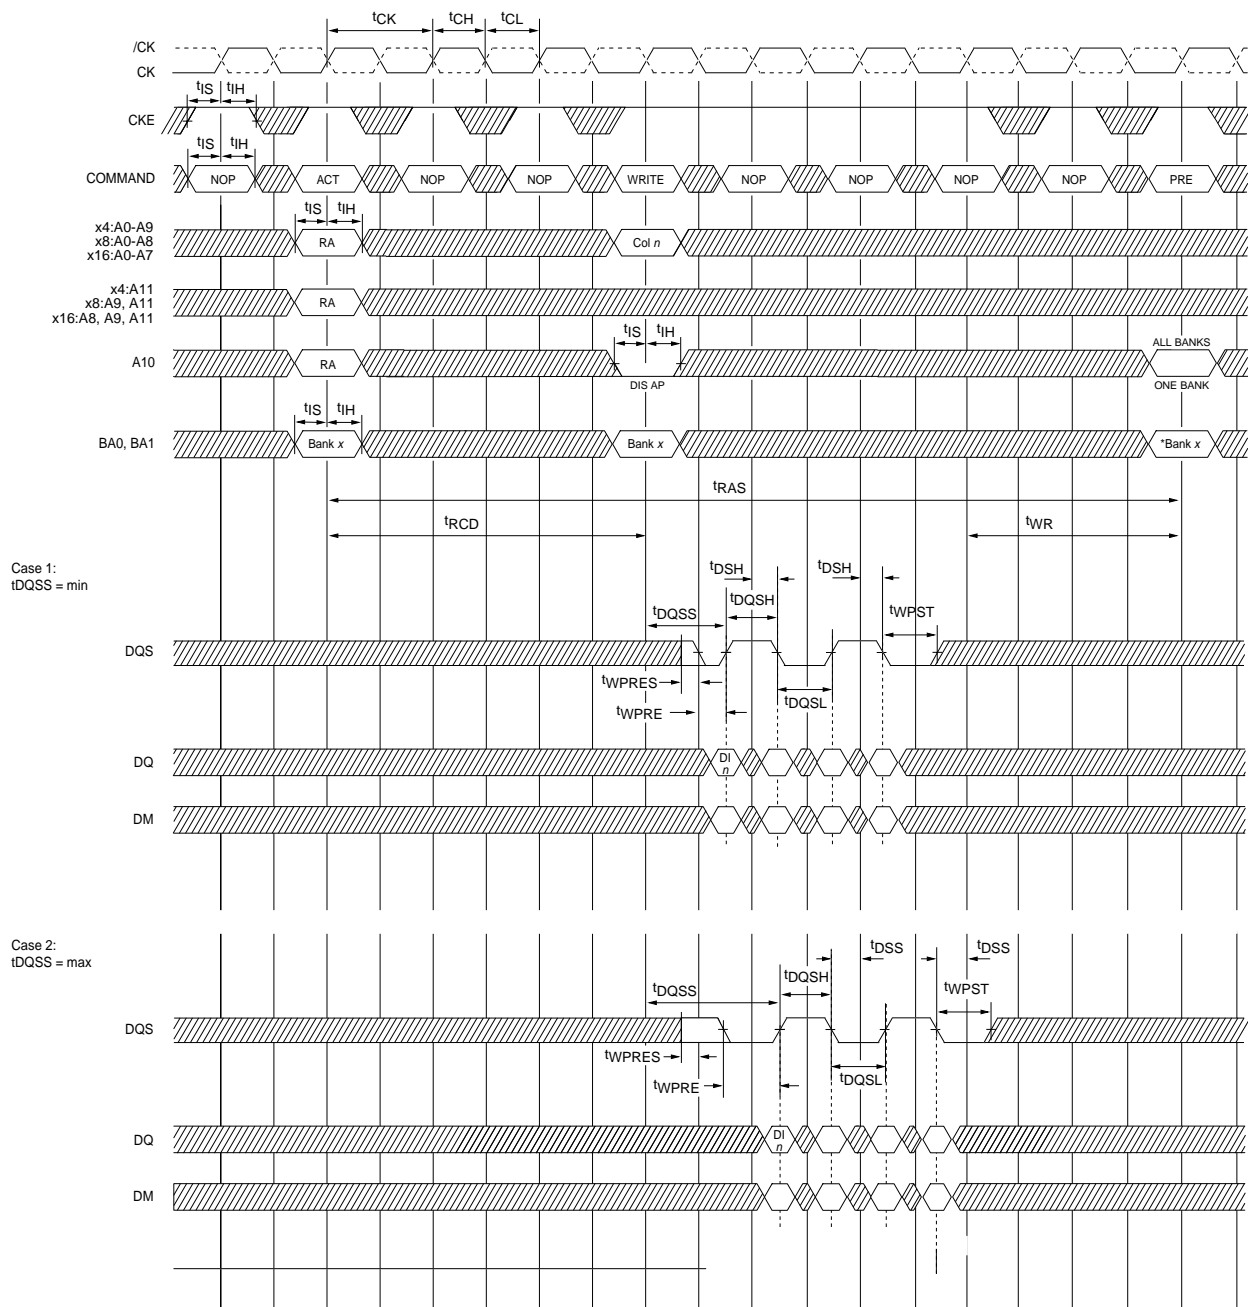 tCK tCH tCL
/CK
CK
tIS tIH
CKE
tIS tIH
COMMAND NOP ACT NOP NOP WRITE NOP NOP NOP NOP PRE
tIS tIH
x4:A0-A9
x8:A0-A8
x16:A0-A7
RA Col n
x4:A11
x8:A9, A11
x16:A8, A9, A11
RA
tIS tIH
ALL BANKS
A10 RA
DIS AP ONE BANK
tIS tIH
BA0, BA1 Bank x Bank x *Bank x
tRAS
tRCD tWR
Case 1:
tDQSS = min
tDSH tDSH
tDQSS tDQSH tWPST
DQS
tWPRES
tDQSL
tWPRE
DQ DI
n
DM
Case 2:
tDQSS = max
tDSS tDSS
tDQSS tDQSH tWPST
DQS
tWPRES
tWPRE tDQSL
DQ DI
n
DM